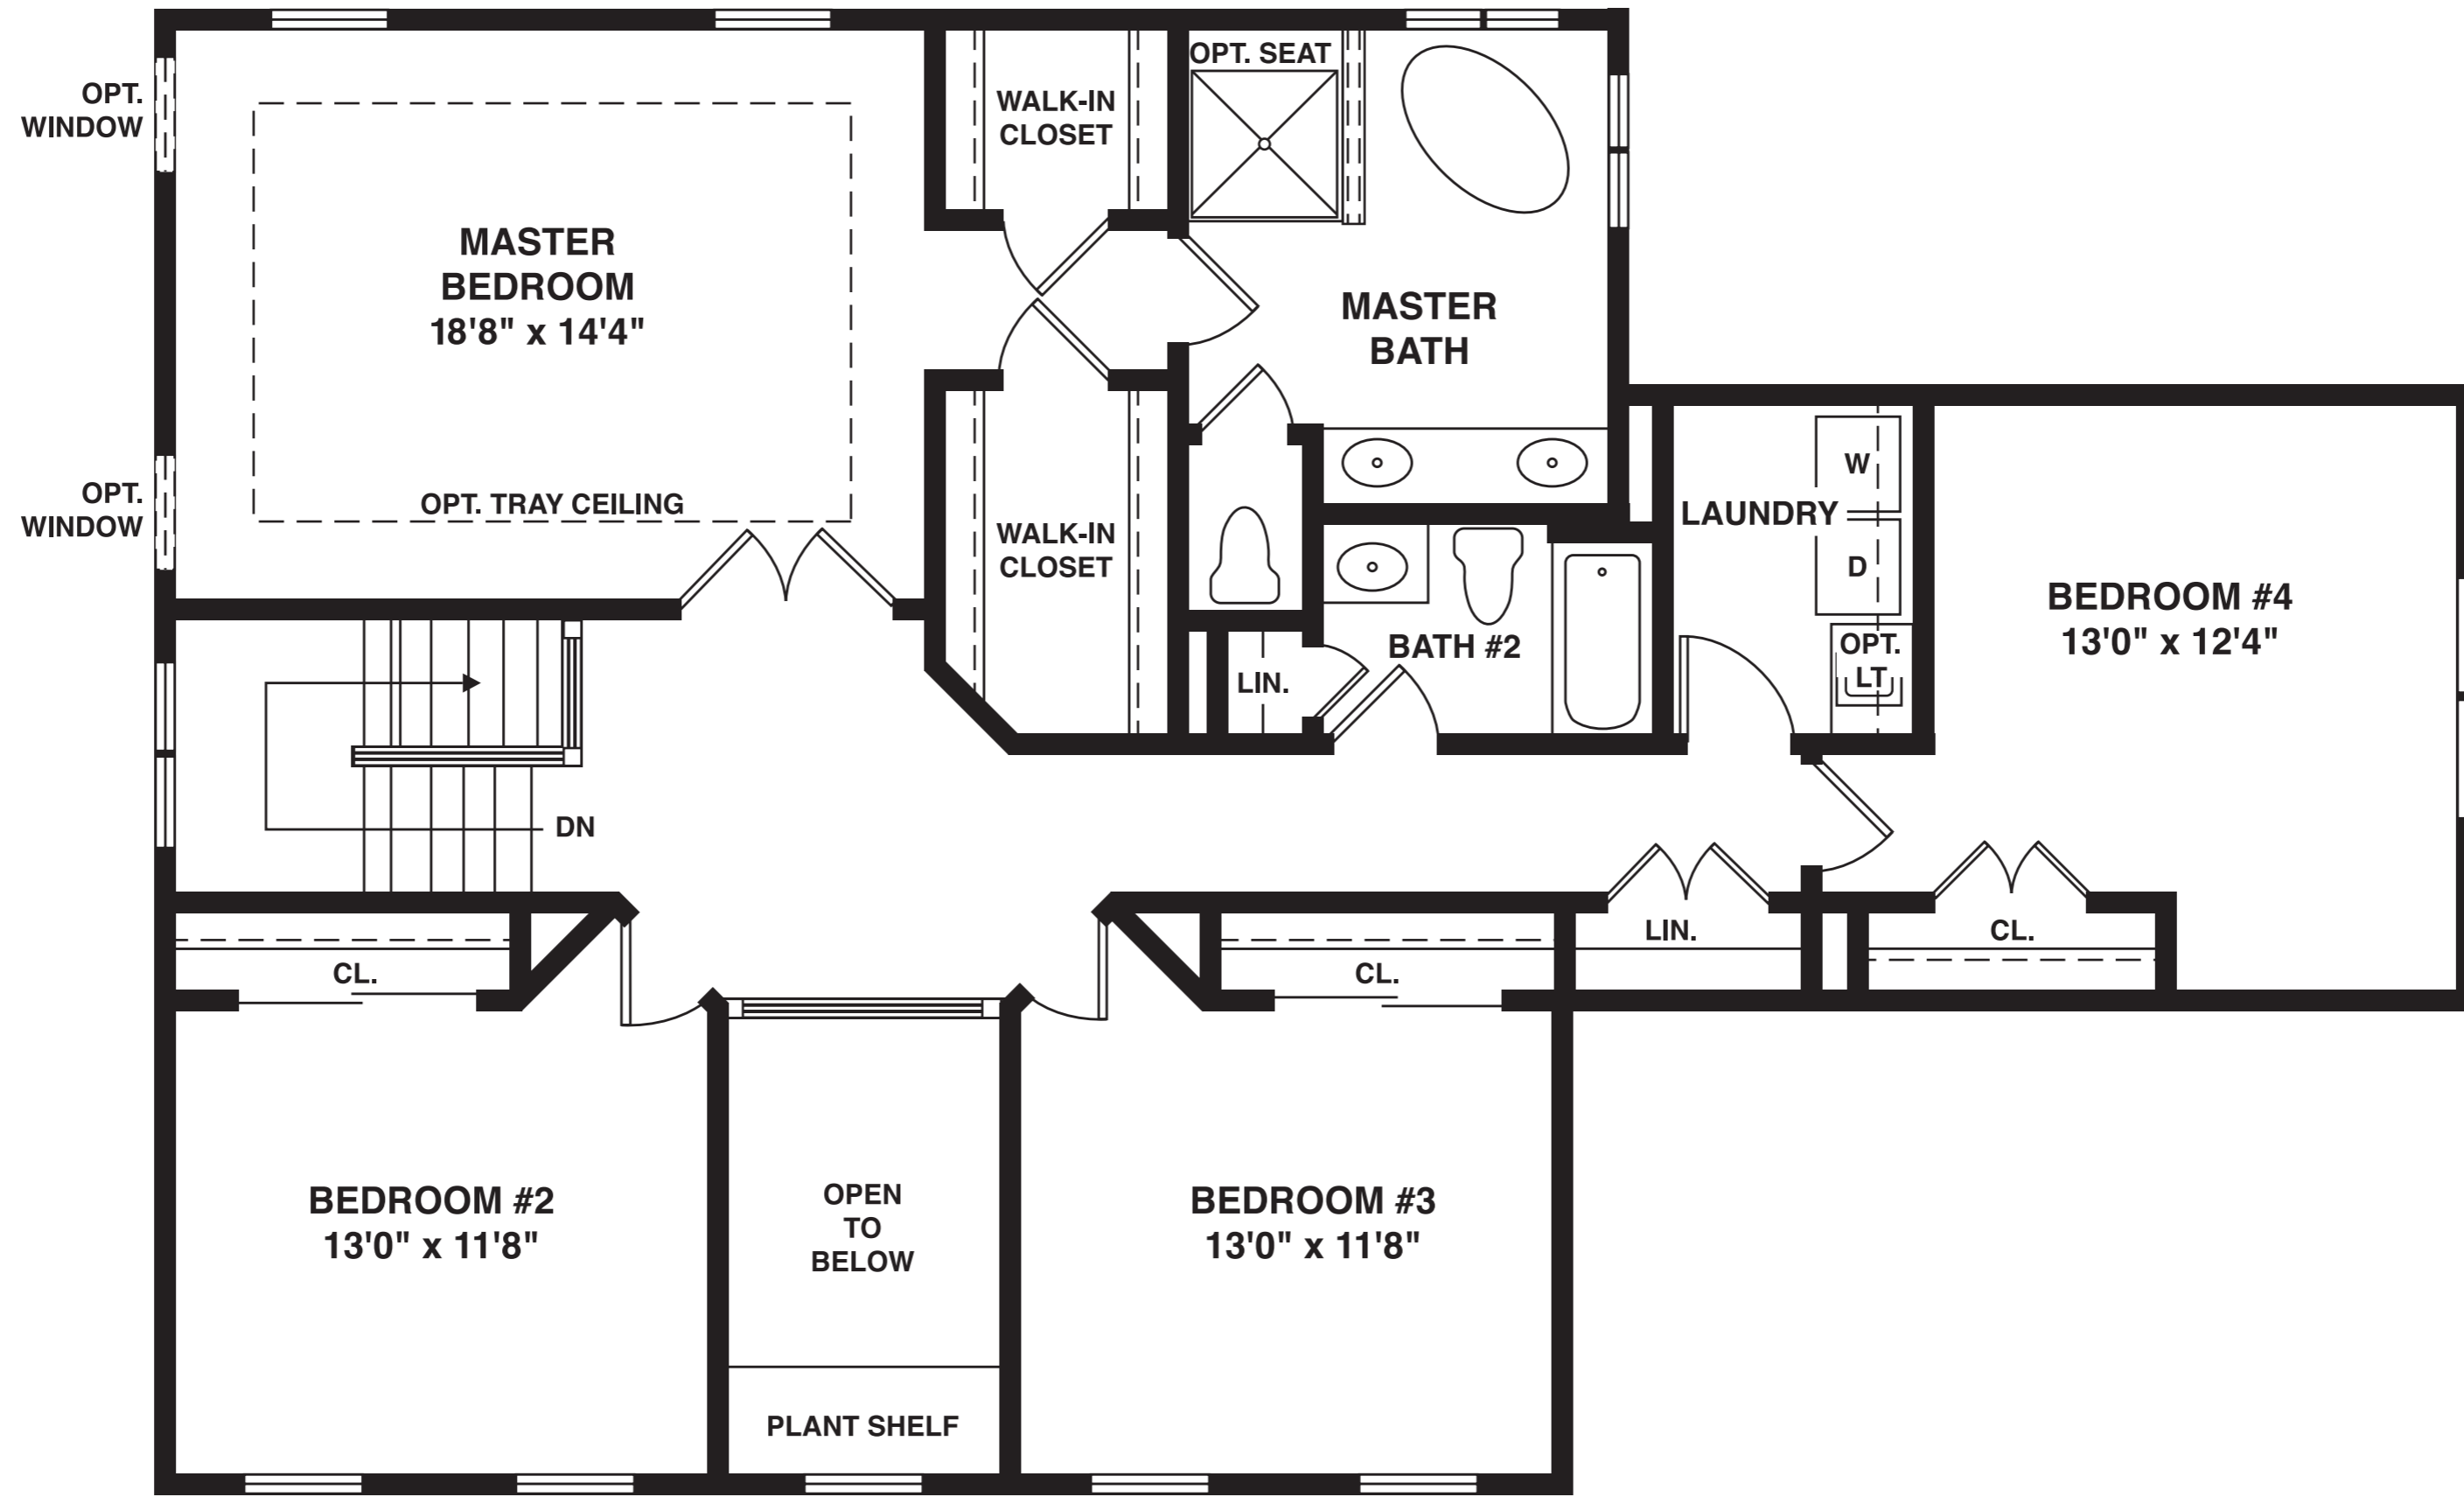 OPT. SEAT
OPT.
WINDOW
WALK-IN
CLOSET
MASTER
BEDROOM
18'8" x 14'4"
MASTER
BATH
OPT.
WINDOW
OPT. TRAY CEILING
WALK-IN
CLOSET
W
LAUNDRY
D
BEDROOM #4
13'0" x 12'4"
BATH #2
OPT.
LT
LIN.
DN
CL.
CL.
LIN.
CL.
BEDROOM #2
13'0" x 11'8"
OPEN
TO
BELOW
BEDROOM #3
13'0" x 11'8"
PLANT SHELF